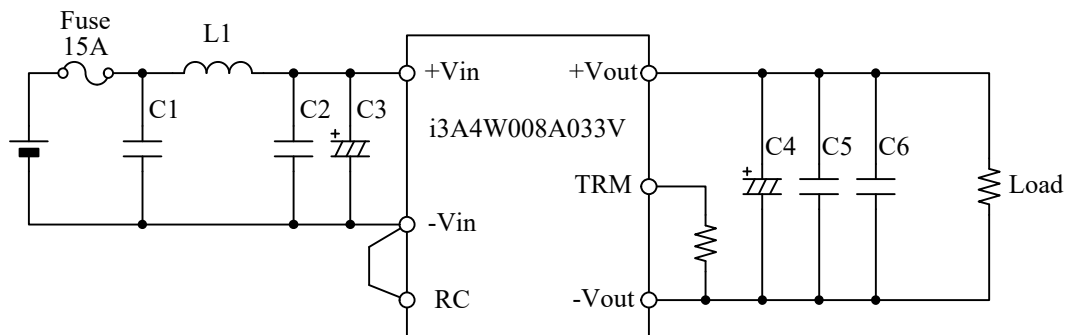 Fuse
15A
L1
+Vin
+Vout
C1
C2
C3
+
i3A4W008A033V
+
C4
C5
C6
TRM
Load
-Vin
RC
-Vout